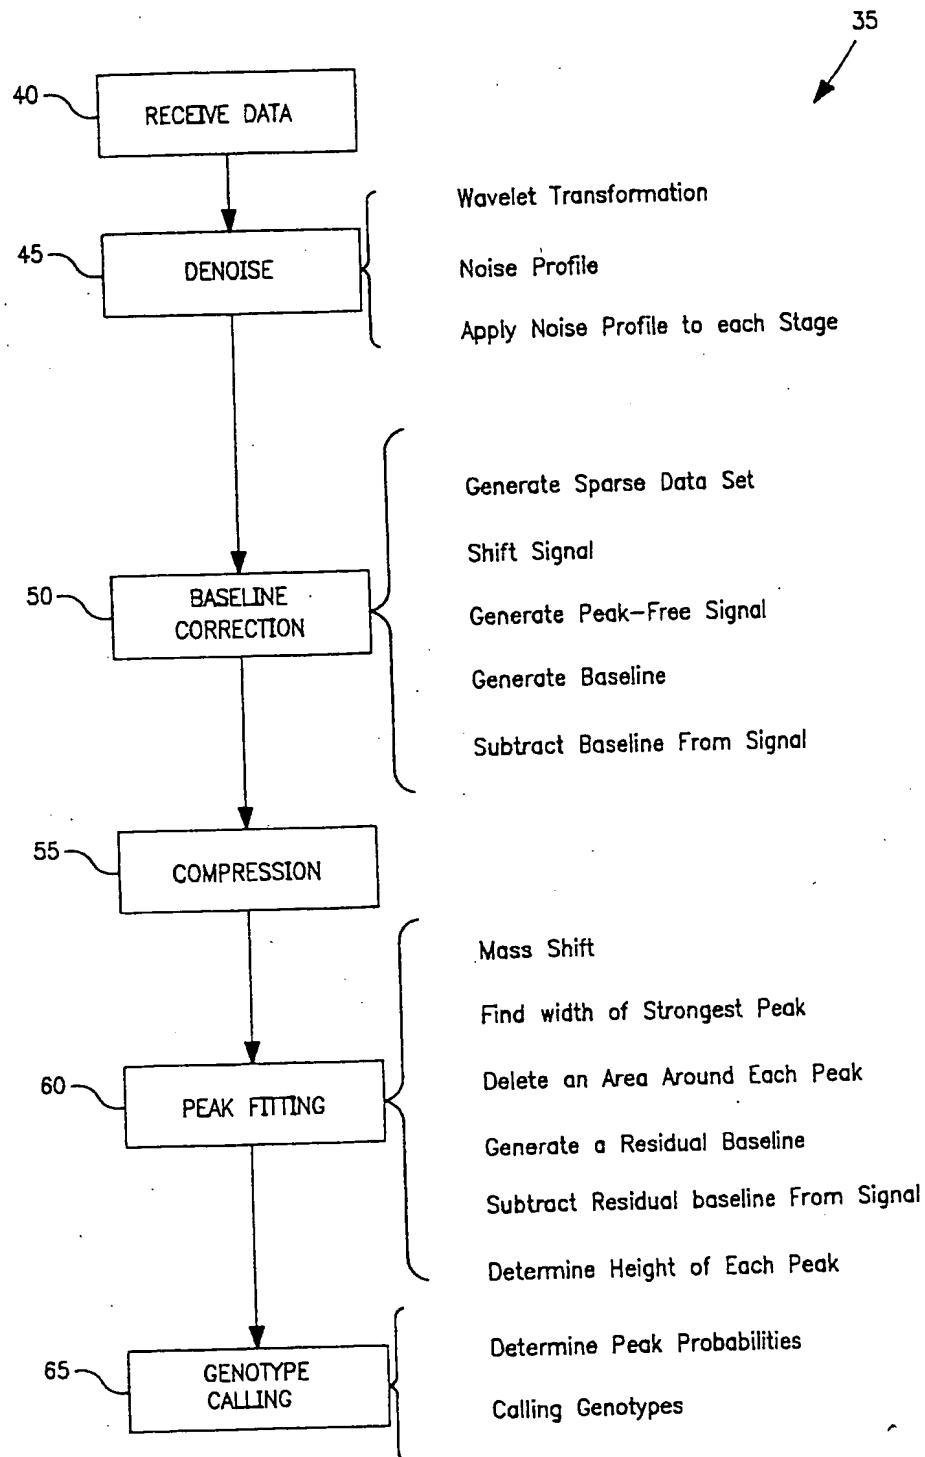 35
40
RECEIVE DATA
Wavelet Transformation
45
DENOISE
Noise Profile
Apply Noise Profile to each Stage
Generate Sparse Data Set
Shift Signal
50
BASELINE
CORRECTION
Generate Peak-Free Signal
Generate Baseline
Subtract Baseline From Signal
55
COMPRESSION
Mass Shift
Find width of Strongest Peak
60
PEAK FITTING
Delete an Area Around Each Peak
Generate a Residual Baseline
Subtract Residual baseline From Signal
Determine Height of Each Peak
65
GENOTYPE
CALLING
Determine Peak Probabilities
Calling Genotypes